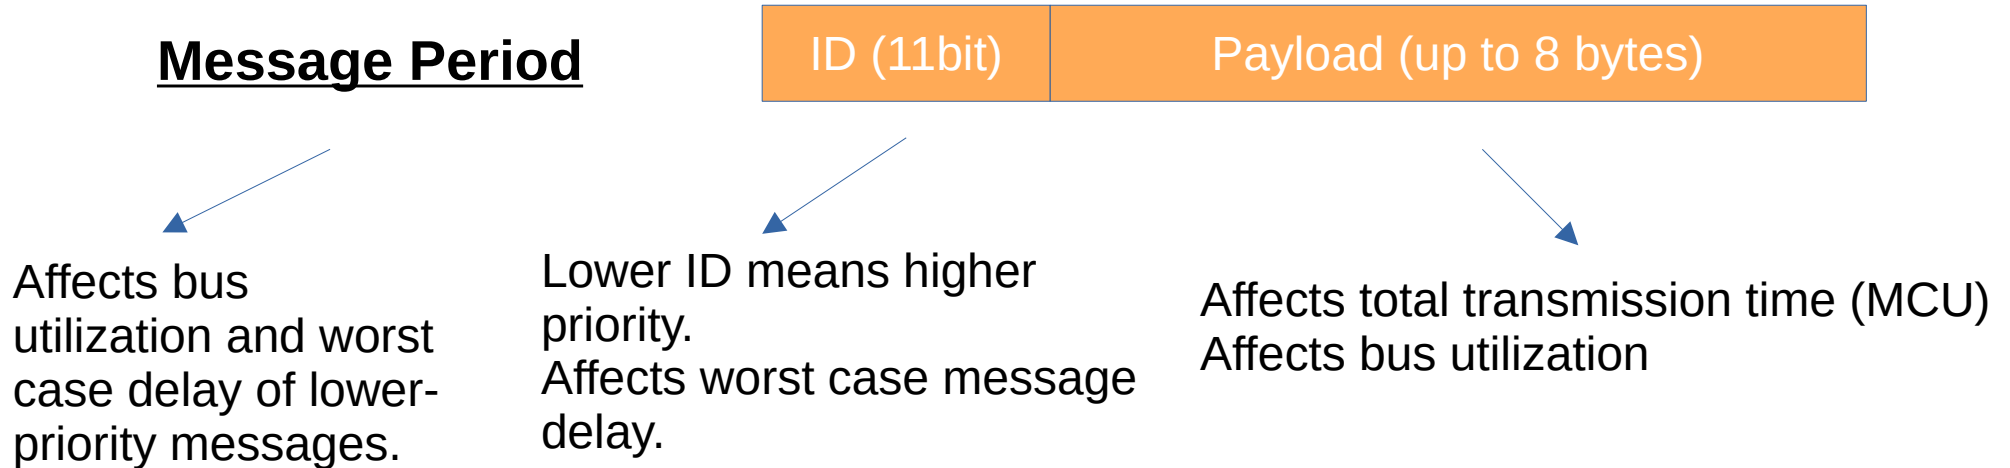 Message Period
ID (11bit)
Payload (up to 8 bytes)
Affects bus
utilization and worst
case delay of lower-
priority messages.
Lower ID means higher
priority.
Affects worst case message
delay.
Affects total transmission time (MCU)
Affects bus utilization